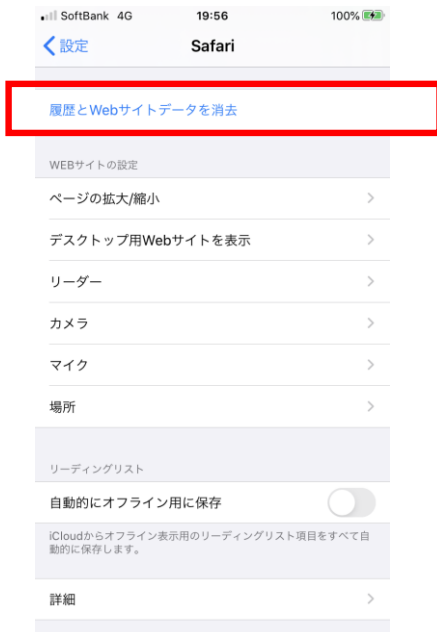 SoftBank 4G 19:56 100%
設定 Safari
履歴とWebサイトデータを消去
WEBサイトの設定
ページの拡大/縮小
デスクトップ用Webサイトを表示
リーダー
カメラ
マイク
場所
リーディングリスト
自動的にオフライン用に保存
iCloudからオフライン表示用のリーディングリスト項目をすべて自
動的に保存します。
詳細